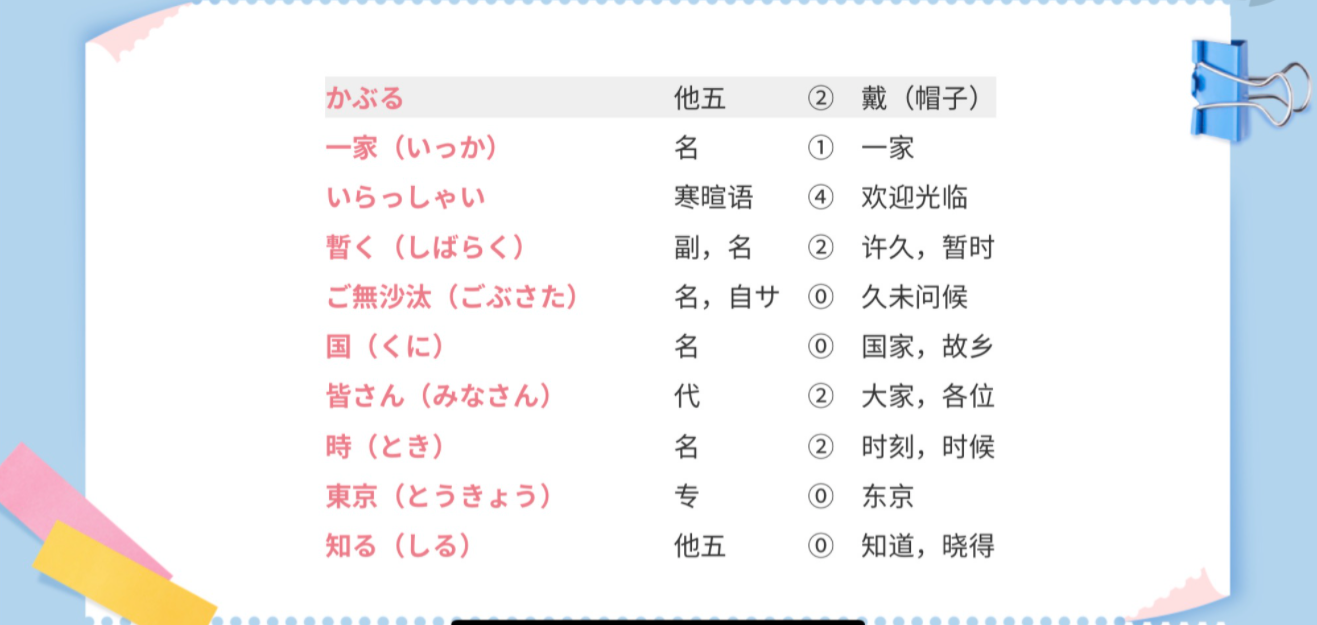 かぶる 他五 ② 戴（帽子）
一家（いっか） 名 ① 一家
いらっしゃい 寒暄语 ④ 欢迎光临
暫く（しばらく） 副，名 ② 许久，暂时
ご無沙汰（ごぶさた） 名，自サ ⓪ 久未问候
国（くに） 名 ⓪ 国家，故乡
皆さん（みなさん） 代 ② 大家，各位
時（とき） 名 ② 时刻，时候
東京（とうきょう） 专 ⓪ 东京
知る（しる） 他五 ⓪ 知道，晓得